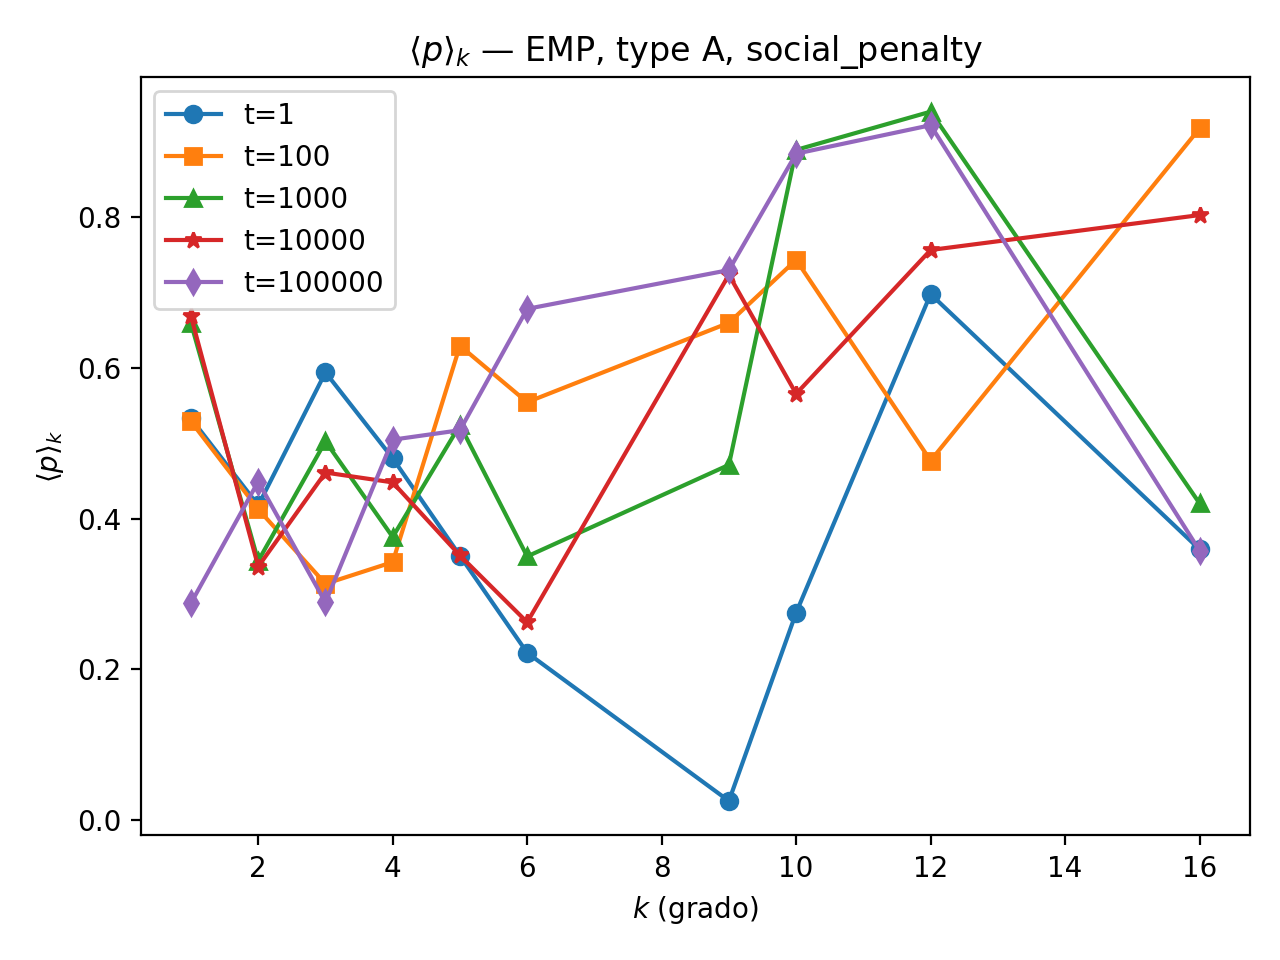 ⟨p⟩ₖ — EMP, type A, social_penalty
t=1
t=100
t=1000
t=10000
t=100000
0.8
0.6
0.4
0.2
0.0
⟨p⟩ₖ
2 4 6 8 10 12 14 16
k (grado)